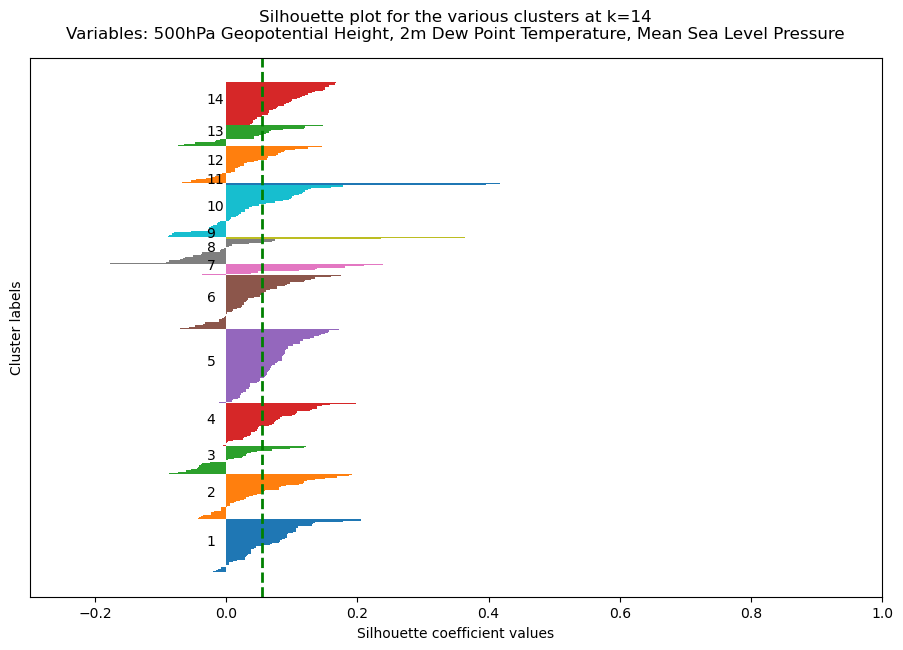 Silhouette plot for the various clusters at k=14
Variables: 500hPa Geopotential Height, 2m Dew Point Temperature, Mean Sea Level Pressure
Cluster labels
14
13
12
11
10
9
8
7
6
5
4
3
2
1
−0.2 0.0 0.2 0.4 0.6 0.8 1.0
Silhouette coefficient values